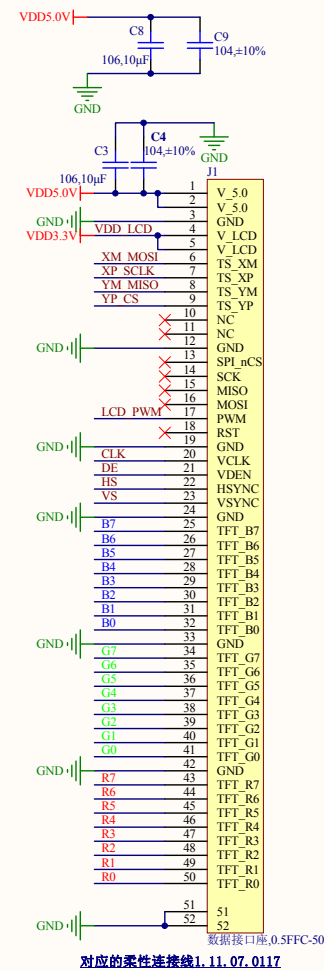 VDD5.0V
C8
C9
106,10μF
104,±10%
GND
C3
C4
104,±10%
106,10μF
GND
J1
VDD5.0V 1 V_5.0
2 V_5.0
GND 3 GND
VDD3.3V VDD_LCD 4 V_LCD
5 V_LCD
XM_MOSI 6 TS_XM
XP_SCLK 7 TS_XP
YM_MISO 8 TS_YM
YP_CS 9 TS_YP
10 NC
11 NC
GND 12 GND
13 SPI_nCS
14 SCK
15 MISO
16 MOSI
LCD_PWM 17 PWM
18 RST
GND 19 GND
CLK 20 VCLK
DE 21 VDEN
HS 22 HSYNC
VS 23 VSYNC
GND 24 GND
B7 25 TFT_B7
B6 26 TFT_B6
B5 27 TFT_B5
B4 28 TFT_B4
B3 29 TFT_B3
B2 30 TFT_B2
B1 31 TFT_B1
B0 32 TFT_B0
GND 33 GND
G7 34 TFT_G7
G6 35 TFT_G6
G5 36 TFT_G5
G4 37 TFT_G4
G3 38 TFT_G3
G2 39 TFT_G2
G1 40 TFT_G1
G0 41 TFT_G0
GND 42 GND
R7 43 TFT_R7
R6 44 TFT_R6
R5 45 TFT_R5
R4 46 TFT_R4
R3 47 TFT_R3
R2 48 TFT_R2
R1 49 TFT_R1
R0 50 TFT_R0
51 51
GND 52 52
数据接口座,0.5FFC-50
对应的柔性连接线1.11.07.0117